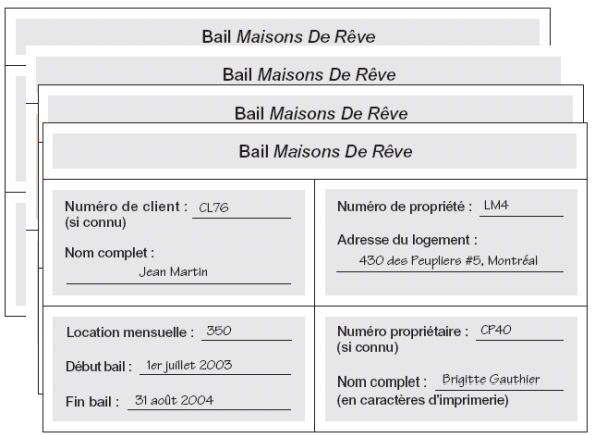 Bail Maisons De Rêve
Bail Maisons De Rêve
Bail Maisons De Rêve
Bail Maisons De Rêve
Numéro de client : CL76
(si connu)
Nom complet :
Jean Martin
Numéro de propriété : LM4
Adresse du logement :
430 des Peupliers #5, Montréal
Location mensuelle : 350
Début bail : 1er juillet 2003
Fin bail : 31 août 2004
Numéro propriétaire : CP40
(si connu)
Nom complet : Brigitte Gauthier
(en caractères d'imprimerie)